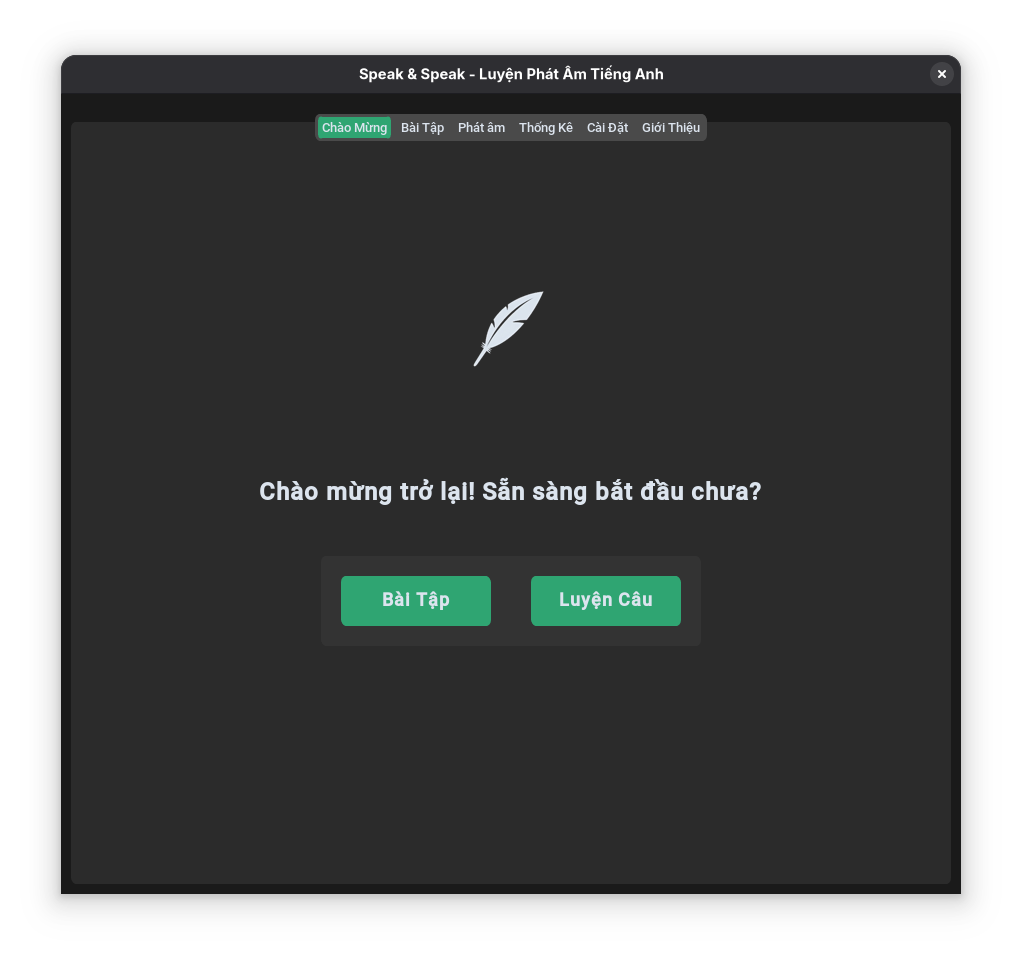 Speak & Speak - Luyện Phát Âm Tiếng Anh
Chào Mừng Bài Tập Phát âm Thống Kê Cài Đặt Giới Thiệu
Chào mừng trở lại! Sẵn sàng bắt đầu chưa?
Bài Tập Luyện Câu